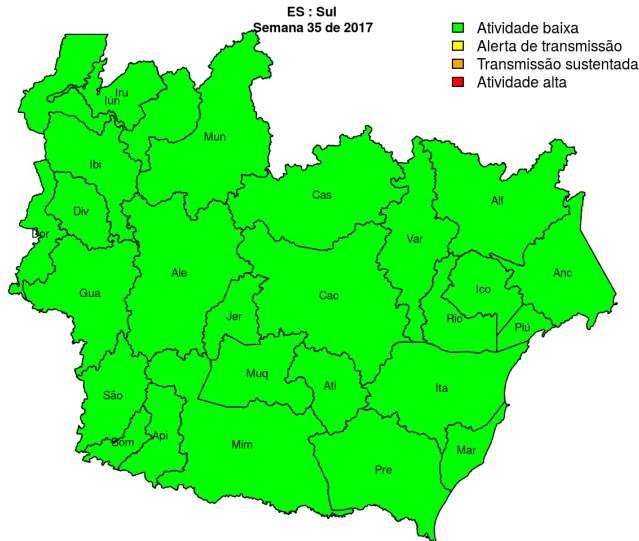 ES : Sul
Semana 35 de 2017
Atividade baixa
Alerta de transmissão
Transmissão sustentada
Atividade alta
Iru
Iún
Mun
Ibi
Cas
Alf
Div
Dor
Var
Ale
Anc
Gua
Cac
Ico
Jer
Rio
Piú
Muq
Ati
Ita
São
Api
Bom
Mim
Mar
Pre